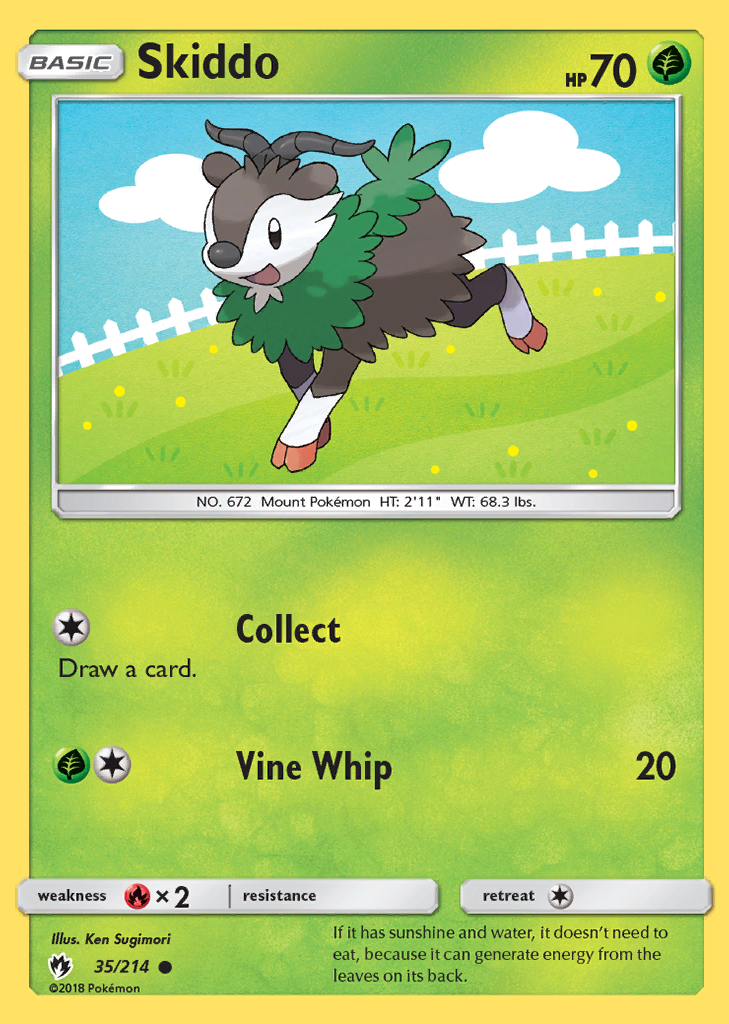 BASIC Skiddo HP 70
NO. 672 Mount Pokémon HT: 2'11" WT: 68.3 lbs.
Collect
Draw a card.
Vine Whip 20
weakness × 2 resistance retreat
Illus. Ken Sugimori
35/214
©2018 Pokémon
If it has sunshine and water, it doesn't need to
eat, because it can generate energy from the
leaves on its back.